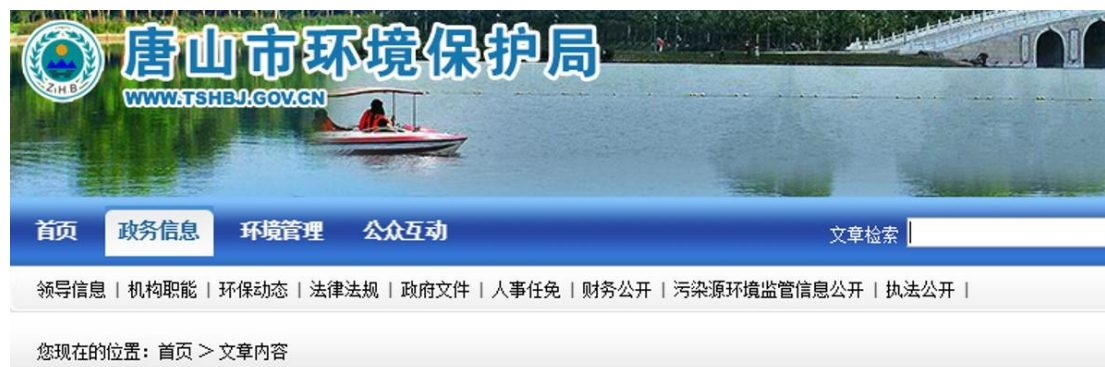 唐山市环境保护局
Z.H.B
WWW.TSHBJ.GOV.CN
首页 政务信息 环境管理 公众互动 文章检索
领导信息 | 机构职能 | 环保动态 | 法律法规 | 政府文件 | 人事任免 | 财务公开 | 污染源环境监管信息公开 | 执法公开 |
您现在的位置：首页 > 文章内容